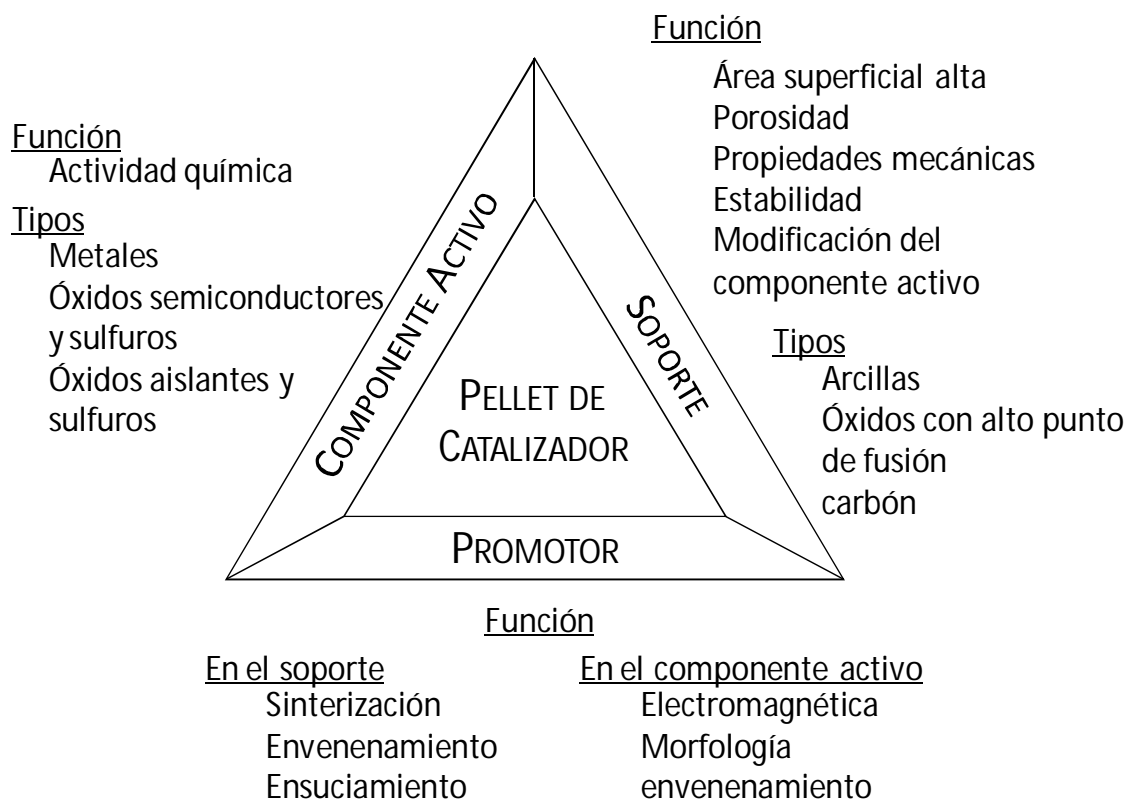 Función
Actividad química
Tipos
Metales
Óxidos semiconductores
y sulfuros
Óxidos aislantes y
sulfuros
COMPONENTE ACTIVO
Función
Área superficial alta
Porosidad
Propiedades mecánicas
Estabilidad
Modificación del
componente activo
SOPORTE
Tipos
Arcillas
Óxidos con alto punto
de fusión
carbón
PELLET DE
CATALIZADOR
PROMOTOR
Función
En el soporte
Sinterización
Envenenamiento
Ensuciamiento
En el componente activo
Electromagnética
Morfología
envenenamiento